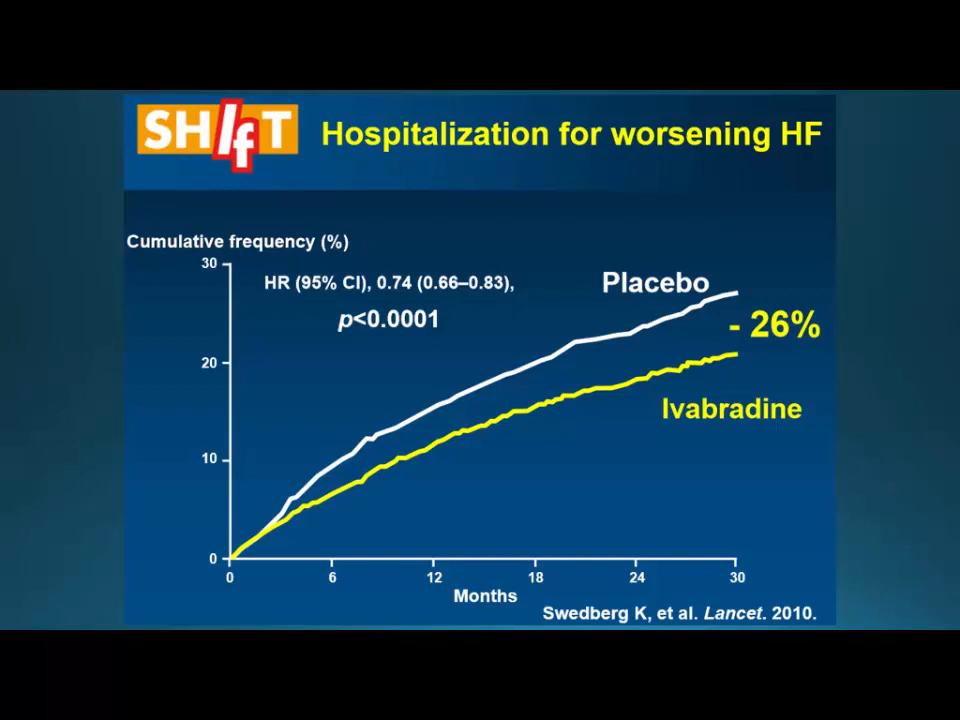 SHIfT
Hospitalization for worsening HF
Cumulative frequency (%)
30
HR (95% CI), 0.74 (0.66–0.83),
p<0.0001
Placebo
- 26%
20
Ivabradine
10
0
0 6 12 18 24 30
Months
Swedberg K, et al. Lancet. 2010.